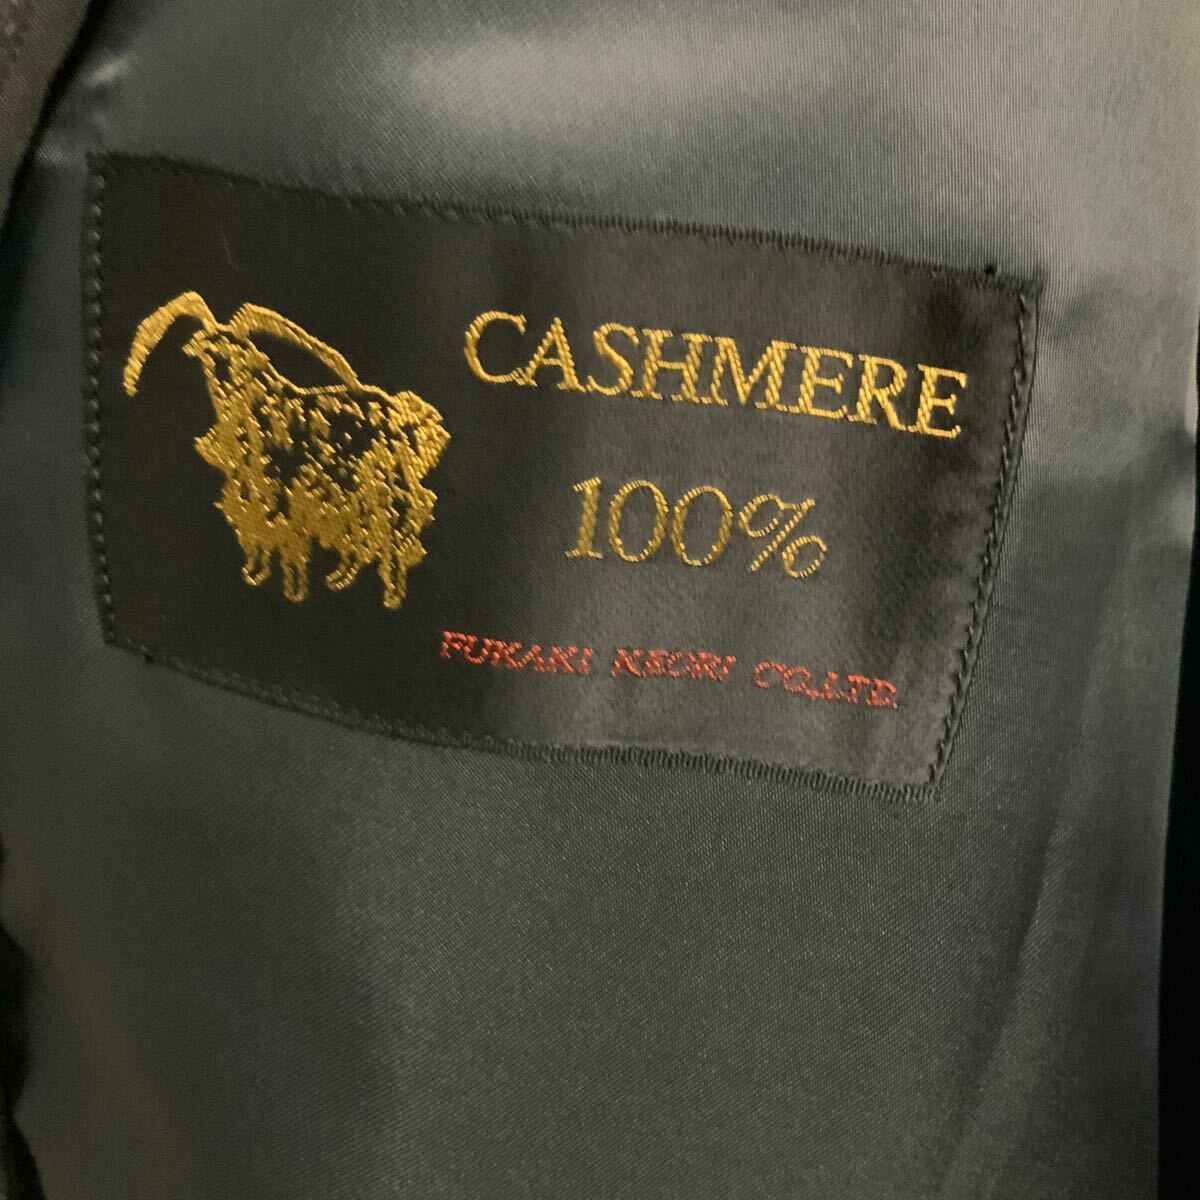 CASHMERE
100%
FUKAKI KEORI CO.,LTD.